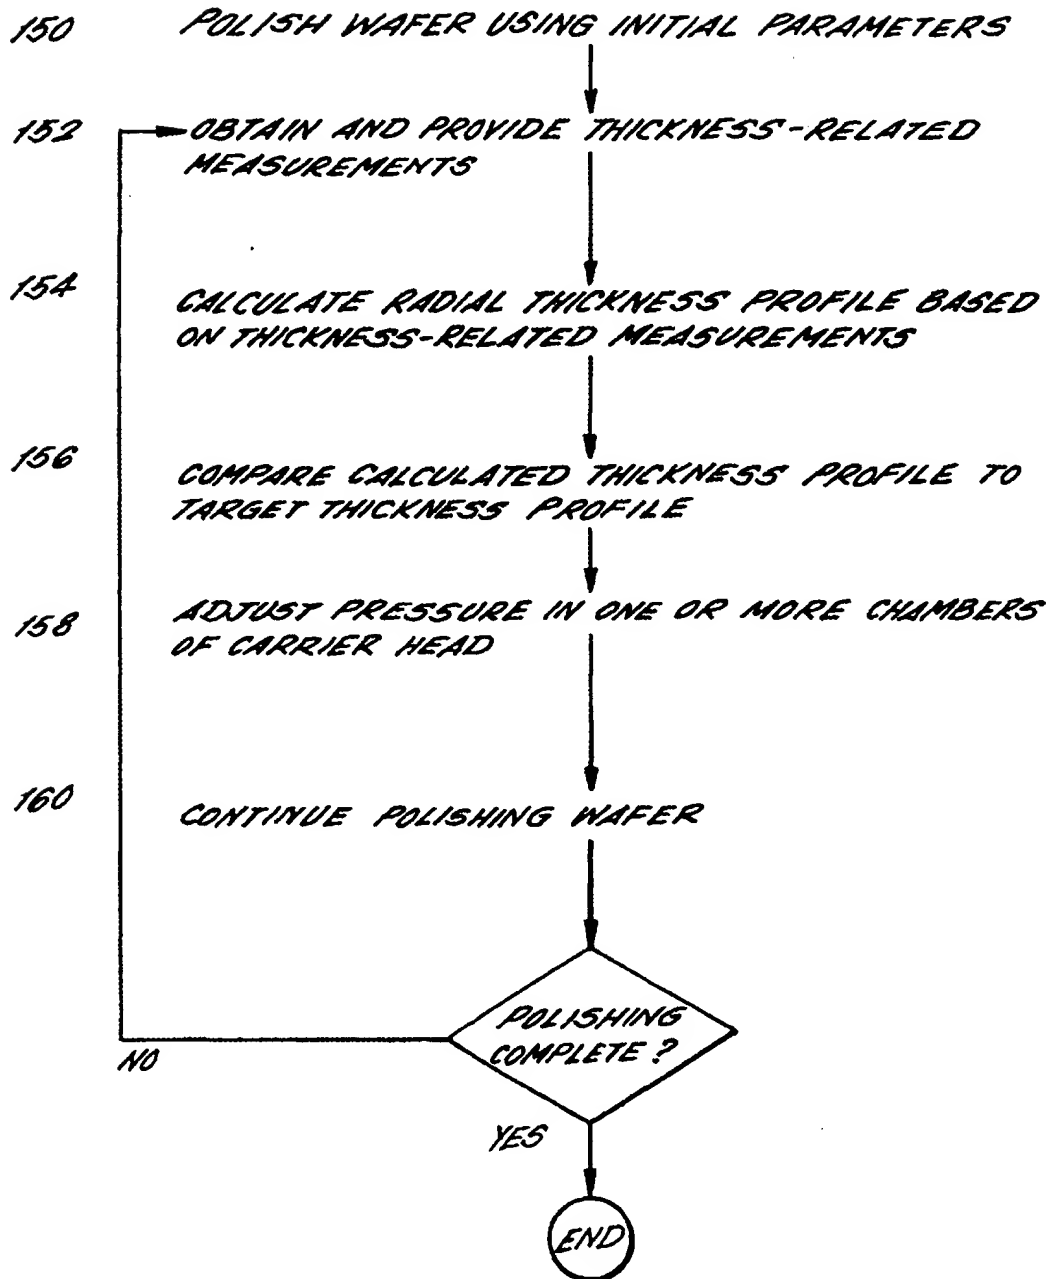 150 POLISH WAFER USING INITIAL PARAMETERS
152 OBTAIN AND PROVIDE THICKNESS-RELATED
MEASUREMENTS
154 CALCULATE RADIAL THICKNESS PROFILE BASED
ON THICKNESS-RELATED MEASUREMENTS
156 COMPARE CALCULATED THICKNESS PROFILE TO
TARGET THICKNESS PROFILE
158 ADJUST PRESSURE IN ONE OR MORE CHAMBERS
OF CARRIER HEAD
160 CONTINUE POLISHING WAFER
POLISHING
COMPLETE?
NO
YES
END